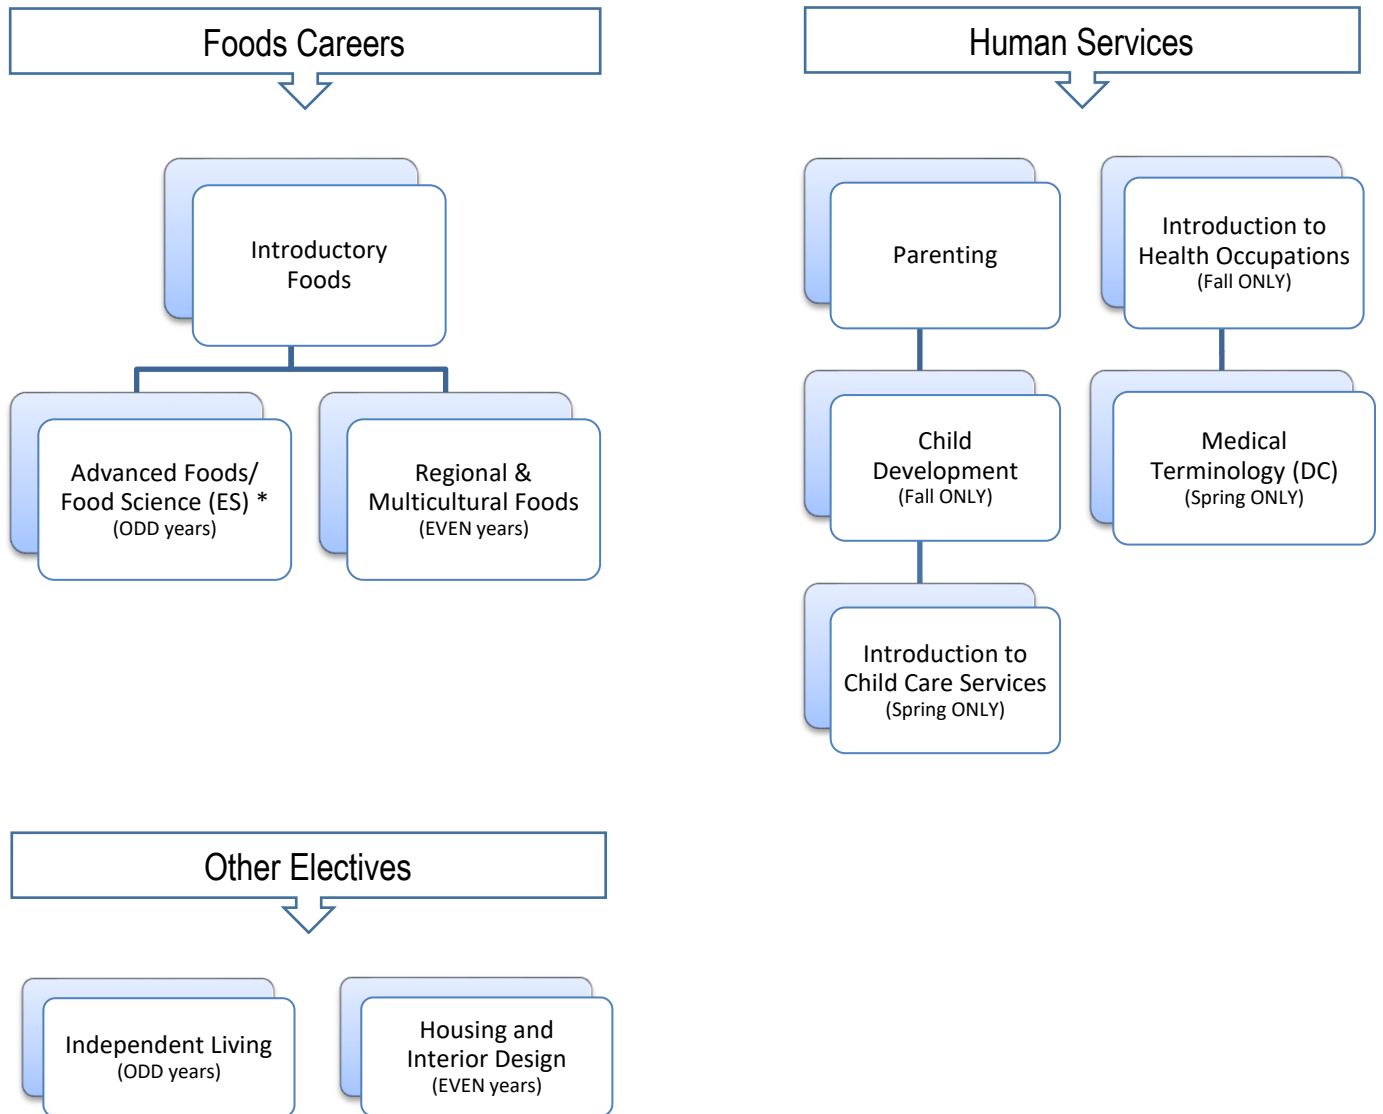 Foods Careers
Introductory
Foods
Advanced Foods/
Food Science (ES) *
(ODD years)
Regional &
Multicultural Foods
(EVEN years)
Human Services
Parenting
Child
Development
(Fall ONLY)
Introduction to
Child Care Services
(Spring ONLY)
Introduction to
Health Occupations
(Fall ONLY)
Medical
Terminology (DC)
(Spring ONLY)
Other Electives
Independent Living
(ODD years)
Housing and
Interior Design
(EVEN years)